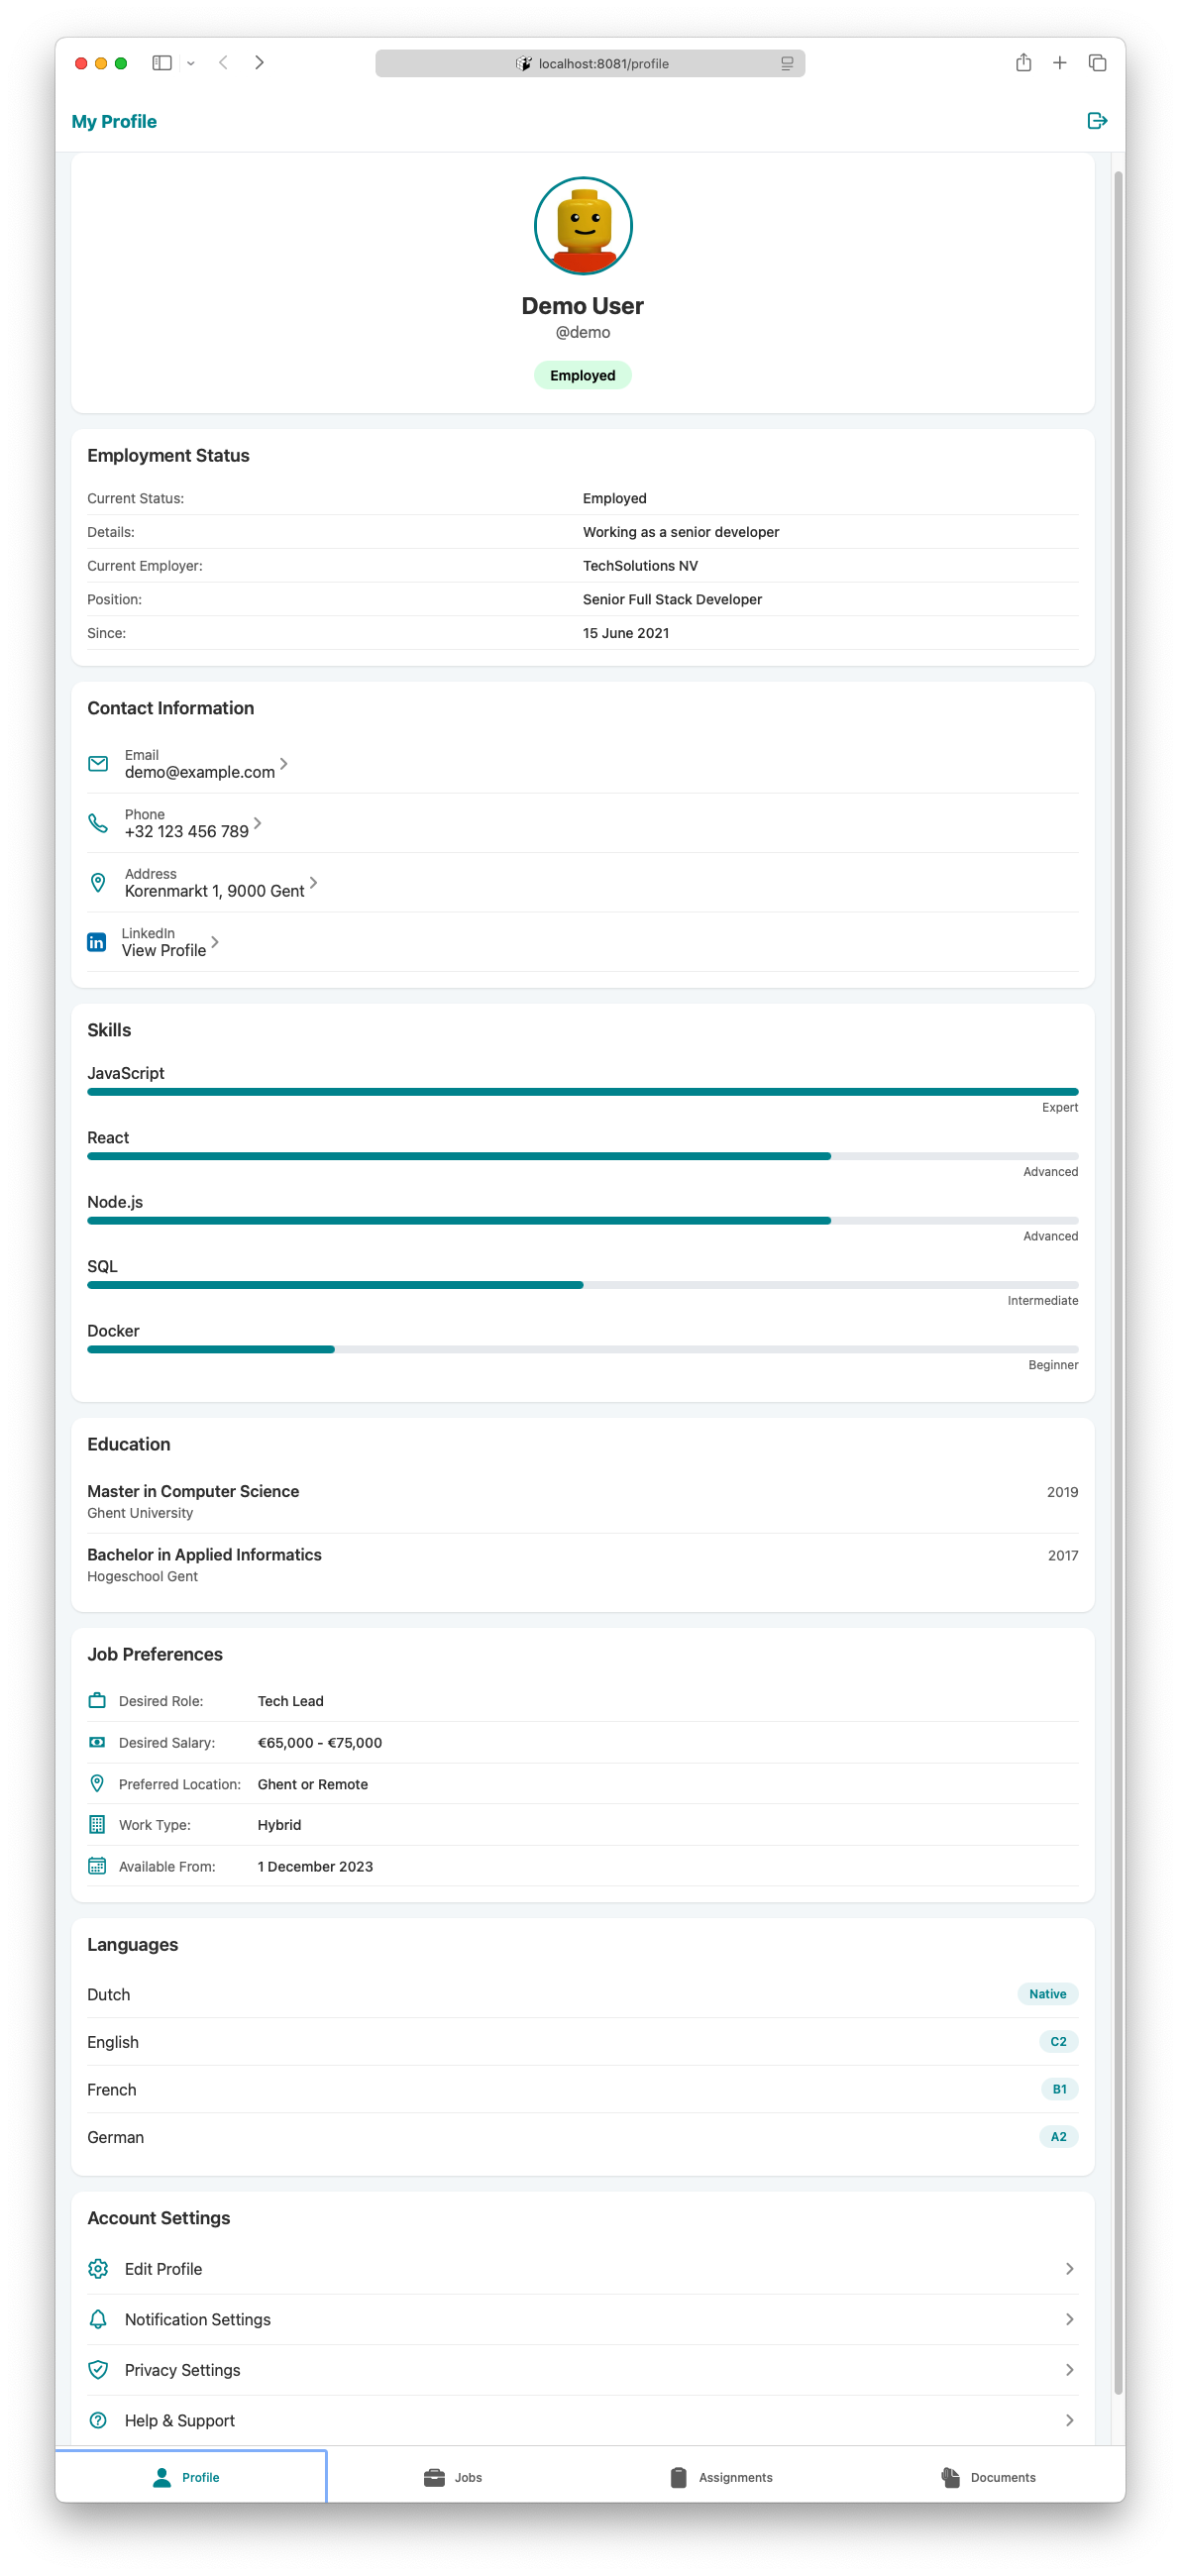 localhost:8081/profile
My Profile
Demo User
@demo
Employed
Employment Status
Current Status: Employed
Details: Working as a senior developer
Current Employer: TechSolutions NV
Position: Senior Full Stack Developer
Since: 15 June 2021
Contact Information
Email
demo@example.com
Phone
+32 123 456 789
Address
Korenmarkt 1, 9000 Gent
LinkedIn
in
View Profile
Skills
JavaScript
Expert
React
Advanced
Node.js
Advanced
SQL
Intermediate
Docker
Beginner
Education
Master in Computer Science 2019
Ghent University
Bachelor in Applied Informatics 2017
Hogeschool Gent
Job Preferences
Desired Role: Tech Lead
Desired Salary: €65,000 - €75,000
Preferred Location: Ghent or Remote
Work Type: Hybrid
Available From: 1 December 2023
Languages
Dutch Native
English C2
French B1
German A2
Account Settings
Edit Profile
Notification Settings
Privacy Settings
Help & Support
Profile Jobs Assignments Documents